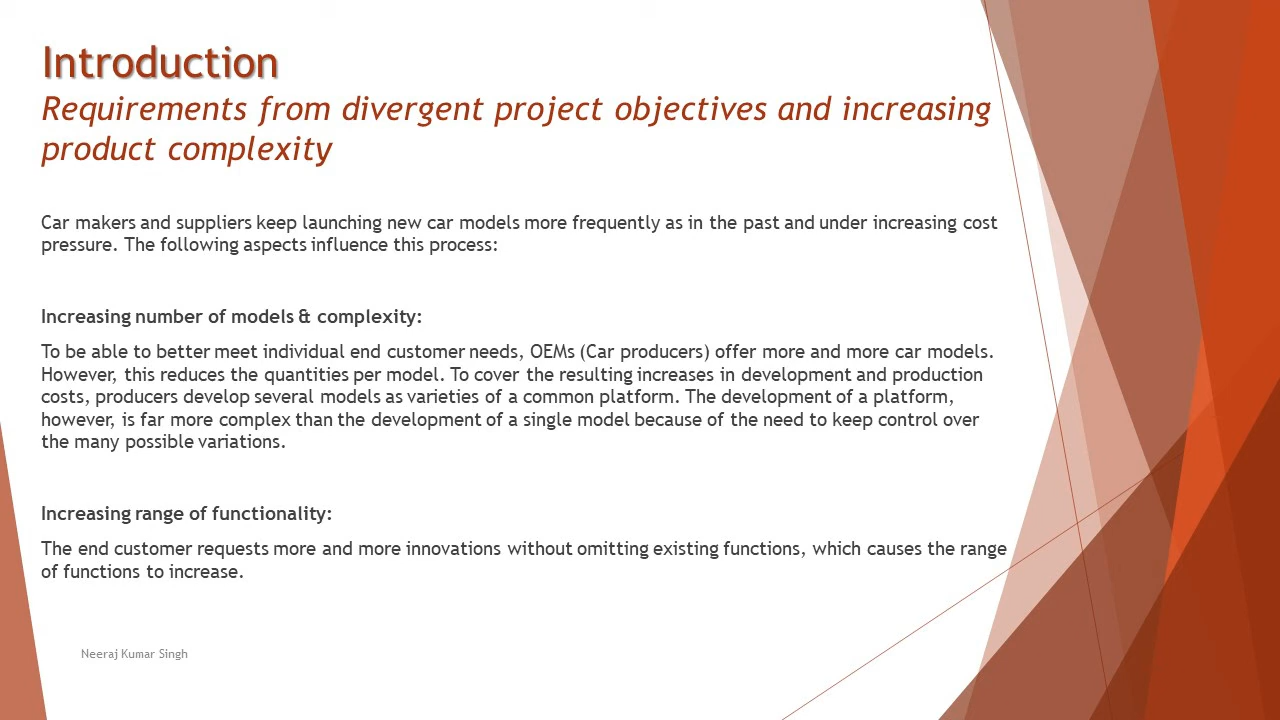 Introduction
Requirements from divergent project objectives and increasing
product complexity
Car makers and suppliers keep launching new car models more frequently as in the past and under increasing cost
pressure. The following aspects influence this process:
Increasing number of models & complexity:
To be able to better meet individual end customer needs, OEMs (Car producers) offer more and more car models.
However, this reduces the quantities per model. To cover the resulting increases in development and production
costs, producers develop several models as varieties of a common platform. The development of a platform,
however, is far more complex than the development of a single model because of the need to keep control over
the many possible variations.
Increasing range of functionality:
The end customer requests more and more innovations without omitting existing functions, which causes the range
of functions to increase.
Neeraj Kumar Singh